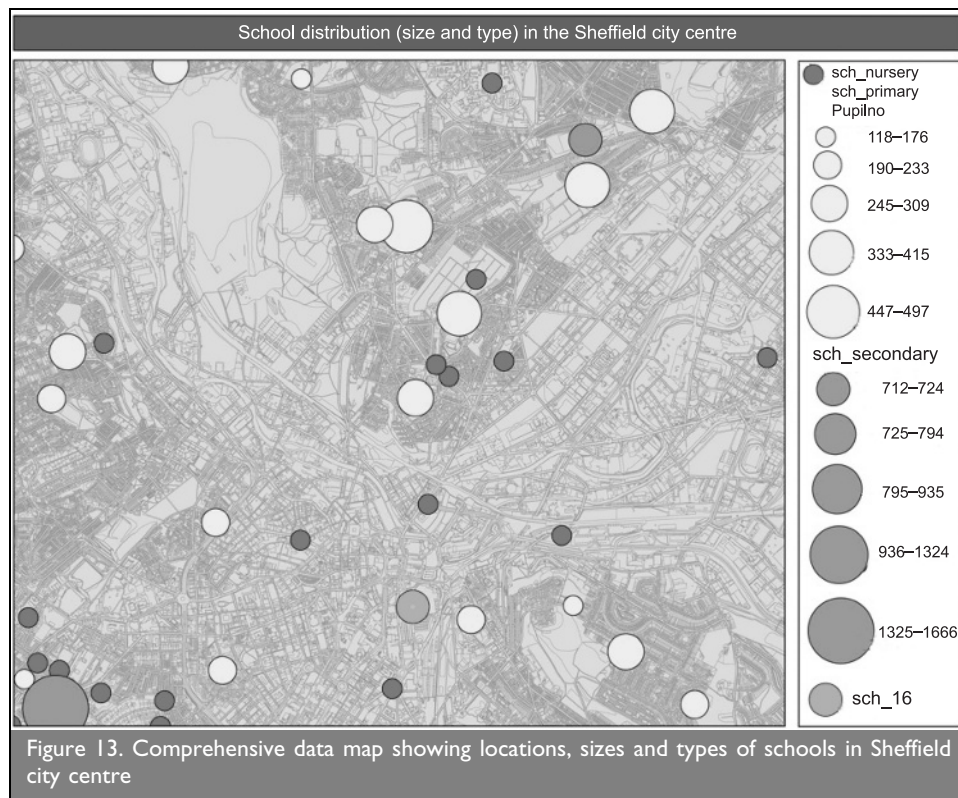 School distribution (size and type) in the Sheffield city centre
sch_nursery
sch_primary
Pupilno
118–176
190–233
245–309
333–415
447–497
sch_secondary
712–724
725–794
795–935
936–1324
1325–1666
sch_16
Figure 13. Comprehensive data map showing locations, sizes and types of schools in Sheffield
city centre